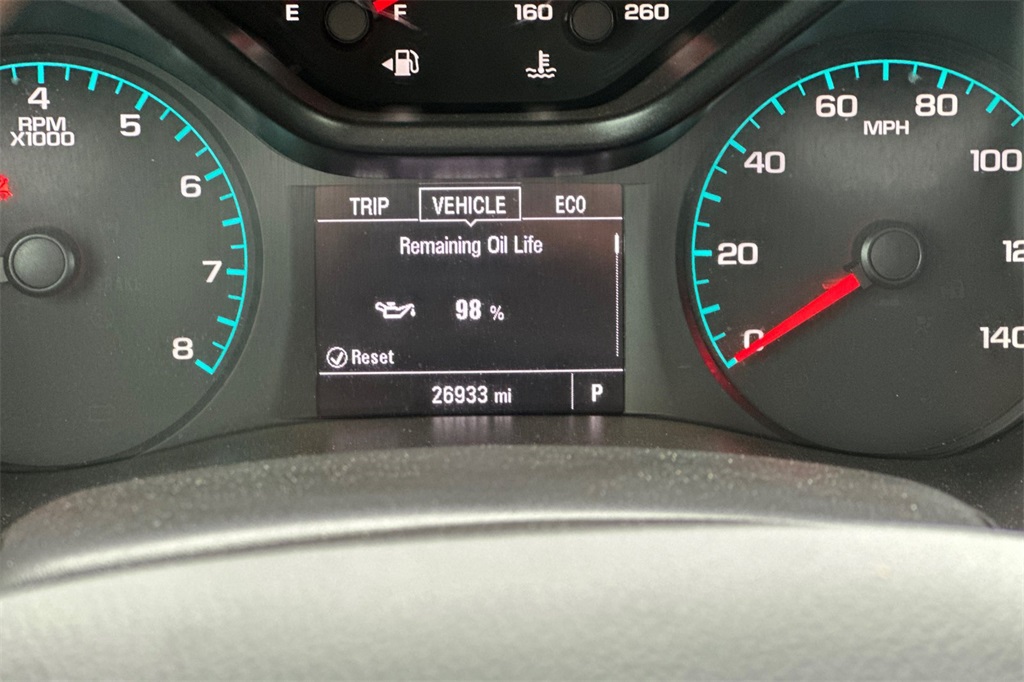 E F 160 260
4 5 6 7 8
RPM
X1000
0 20 40 60 80 100 12 140
MPH
TRIP VEHICLE ECO
Remaining Oil Life
98 %
Reset
26933 mi P